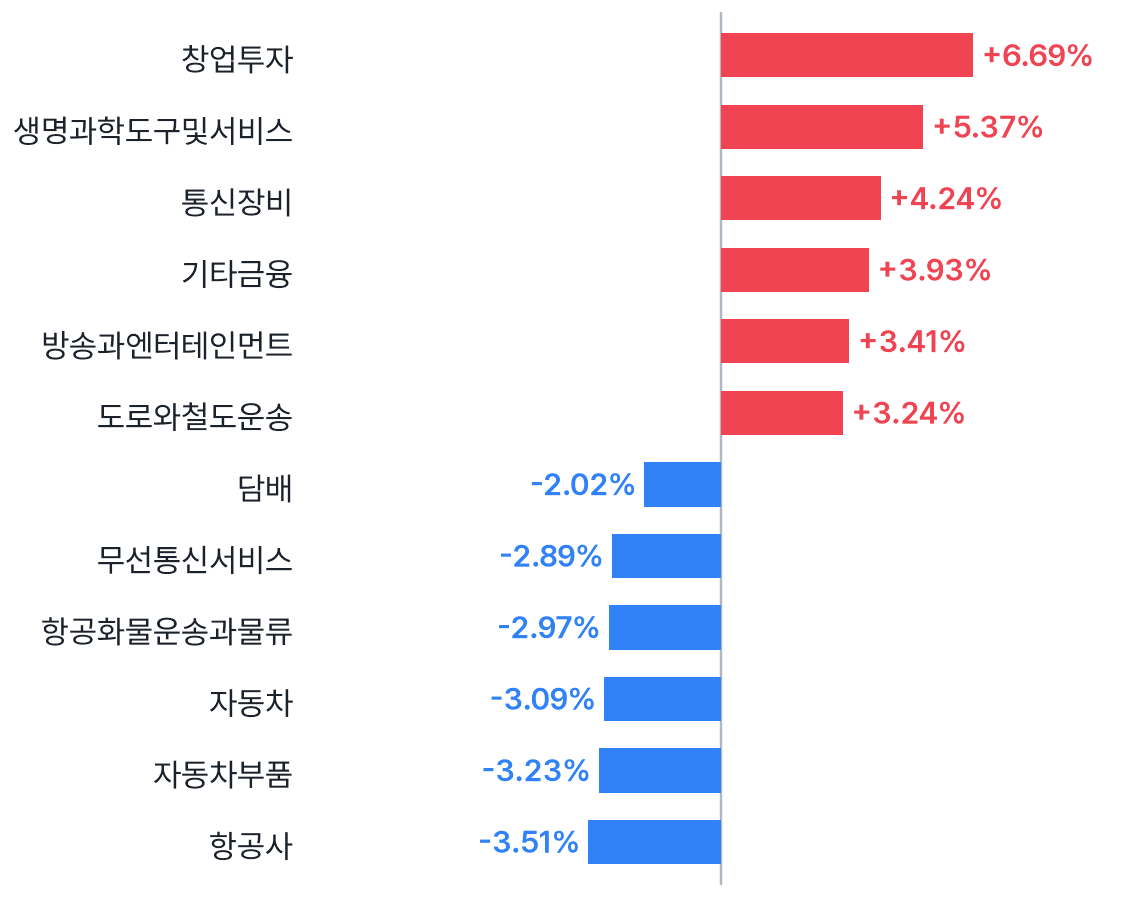 창업투자 +6.69%
생명과학도구및서비스 +5.37%
통신장비 +4.24%
기타금융 +3.93%
방송과엔터테인먼트 +3.41%
도로와철도운송 +3.24%
담배 -2.02%
무선통신서비스 -2.89%
항공화물운송과물류 -2.97%
자동차 -3.09%
자동차부품 -3.23%
항공사 -3.51%